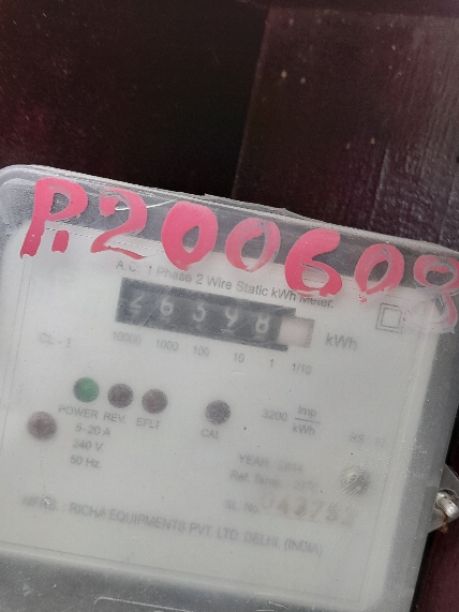 P.200608
A.C. 1 Phase 2 Wire Static kWh Meter.
26398 kWh
10000 1000 100 10 1 1/10
CL-1
POWER REV. EFLT CAL
3200 Imp/kWh
5-20 A
240 V.
50 Hz.
YEAR
SL. No. 043752
MFRS. : RICHA EQUIPMENTS PVT. LTD. DELHI (INDIA)